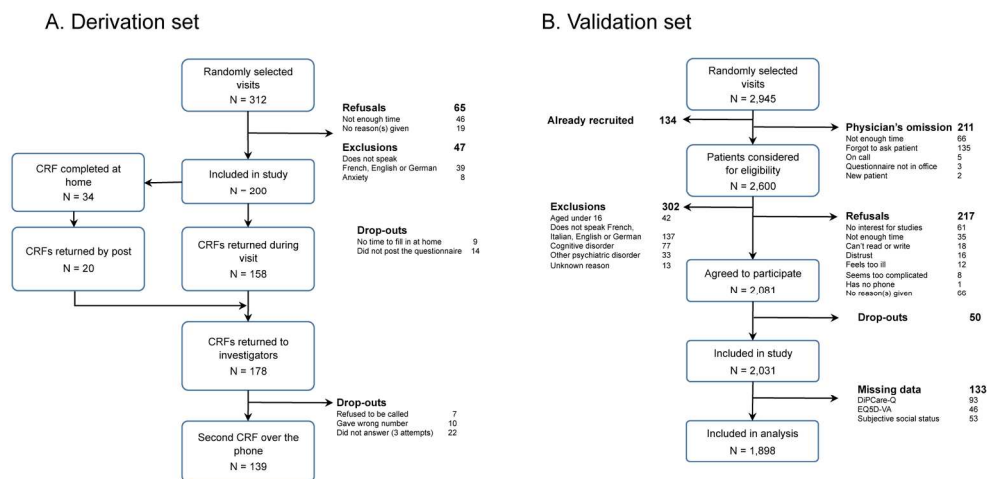 A. Derivation set
Randomly selected
visits
N = 312
Refusals 65
Not enough time 46
No reason(s) given 19
Exclusions 47
Does not speak
French, English or German 39
Anxiety 8
CRF completed at
home
N = 34
Included in study
N = 200
CRFs returned by post
N = 20
CRFs returned during
visit
N = 158
Drop-outs
No time to fill in at home 9
Did not post the questionnaire 14
CRFs returned to
investigators
N = 178
Drop-outs
Refused to be called 7
Gave wrong number 10
Did not answer (3 attempts) 22
Second CRF over the
phone
N = 139
B. Validation set
Randomly selected
visits
N = 2,945
Already recruited 134
Physician's omission 211
Not enough time 66
Forgot to ask patient 135
On call 5
Questionnaire not in office 3
New patient 2
Patients considered
for eligibility
N = 2,600
Exclusions 302
Aged under 16 42
Does not speak French,
Italian, English or German 137
Cognitive disorder 77
Other psychiatric disorder 33
Unknown reason 13
Refusals 217
No interest for studies 61
Not enough time 35
Can't read or write 18
Distrust 16
Feels too ill 12
Seems too complicated 8
Has no phone 1
No reason(s) given 66
Agreed to participate
N = 2,081
Drop-outs 50
Included in study
N = 2,031
Missing data 133
DiPCare-Q 93
EQ5D-VA 46
Subjective social status 53
Included in analysis
N = 1,898